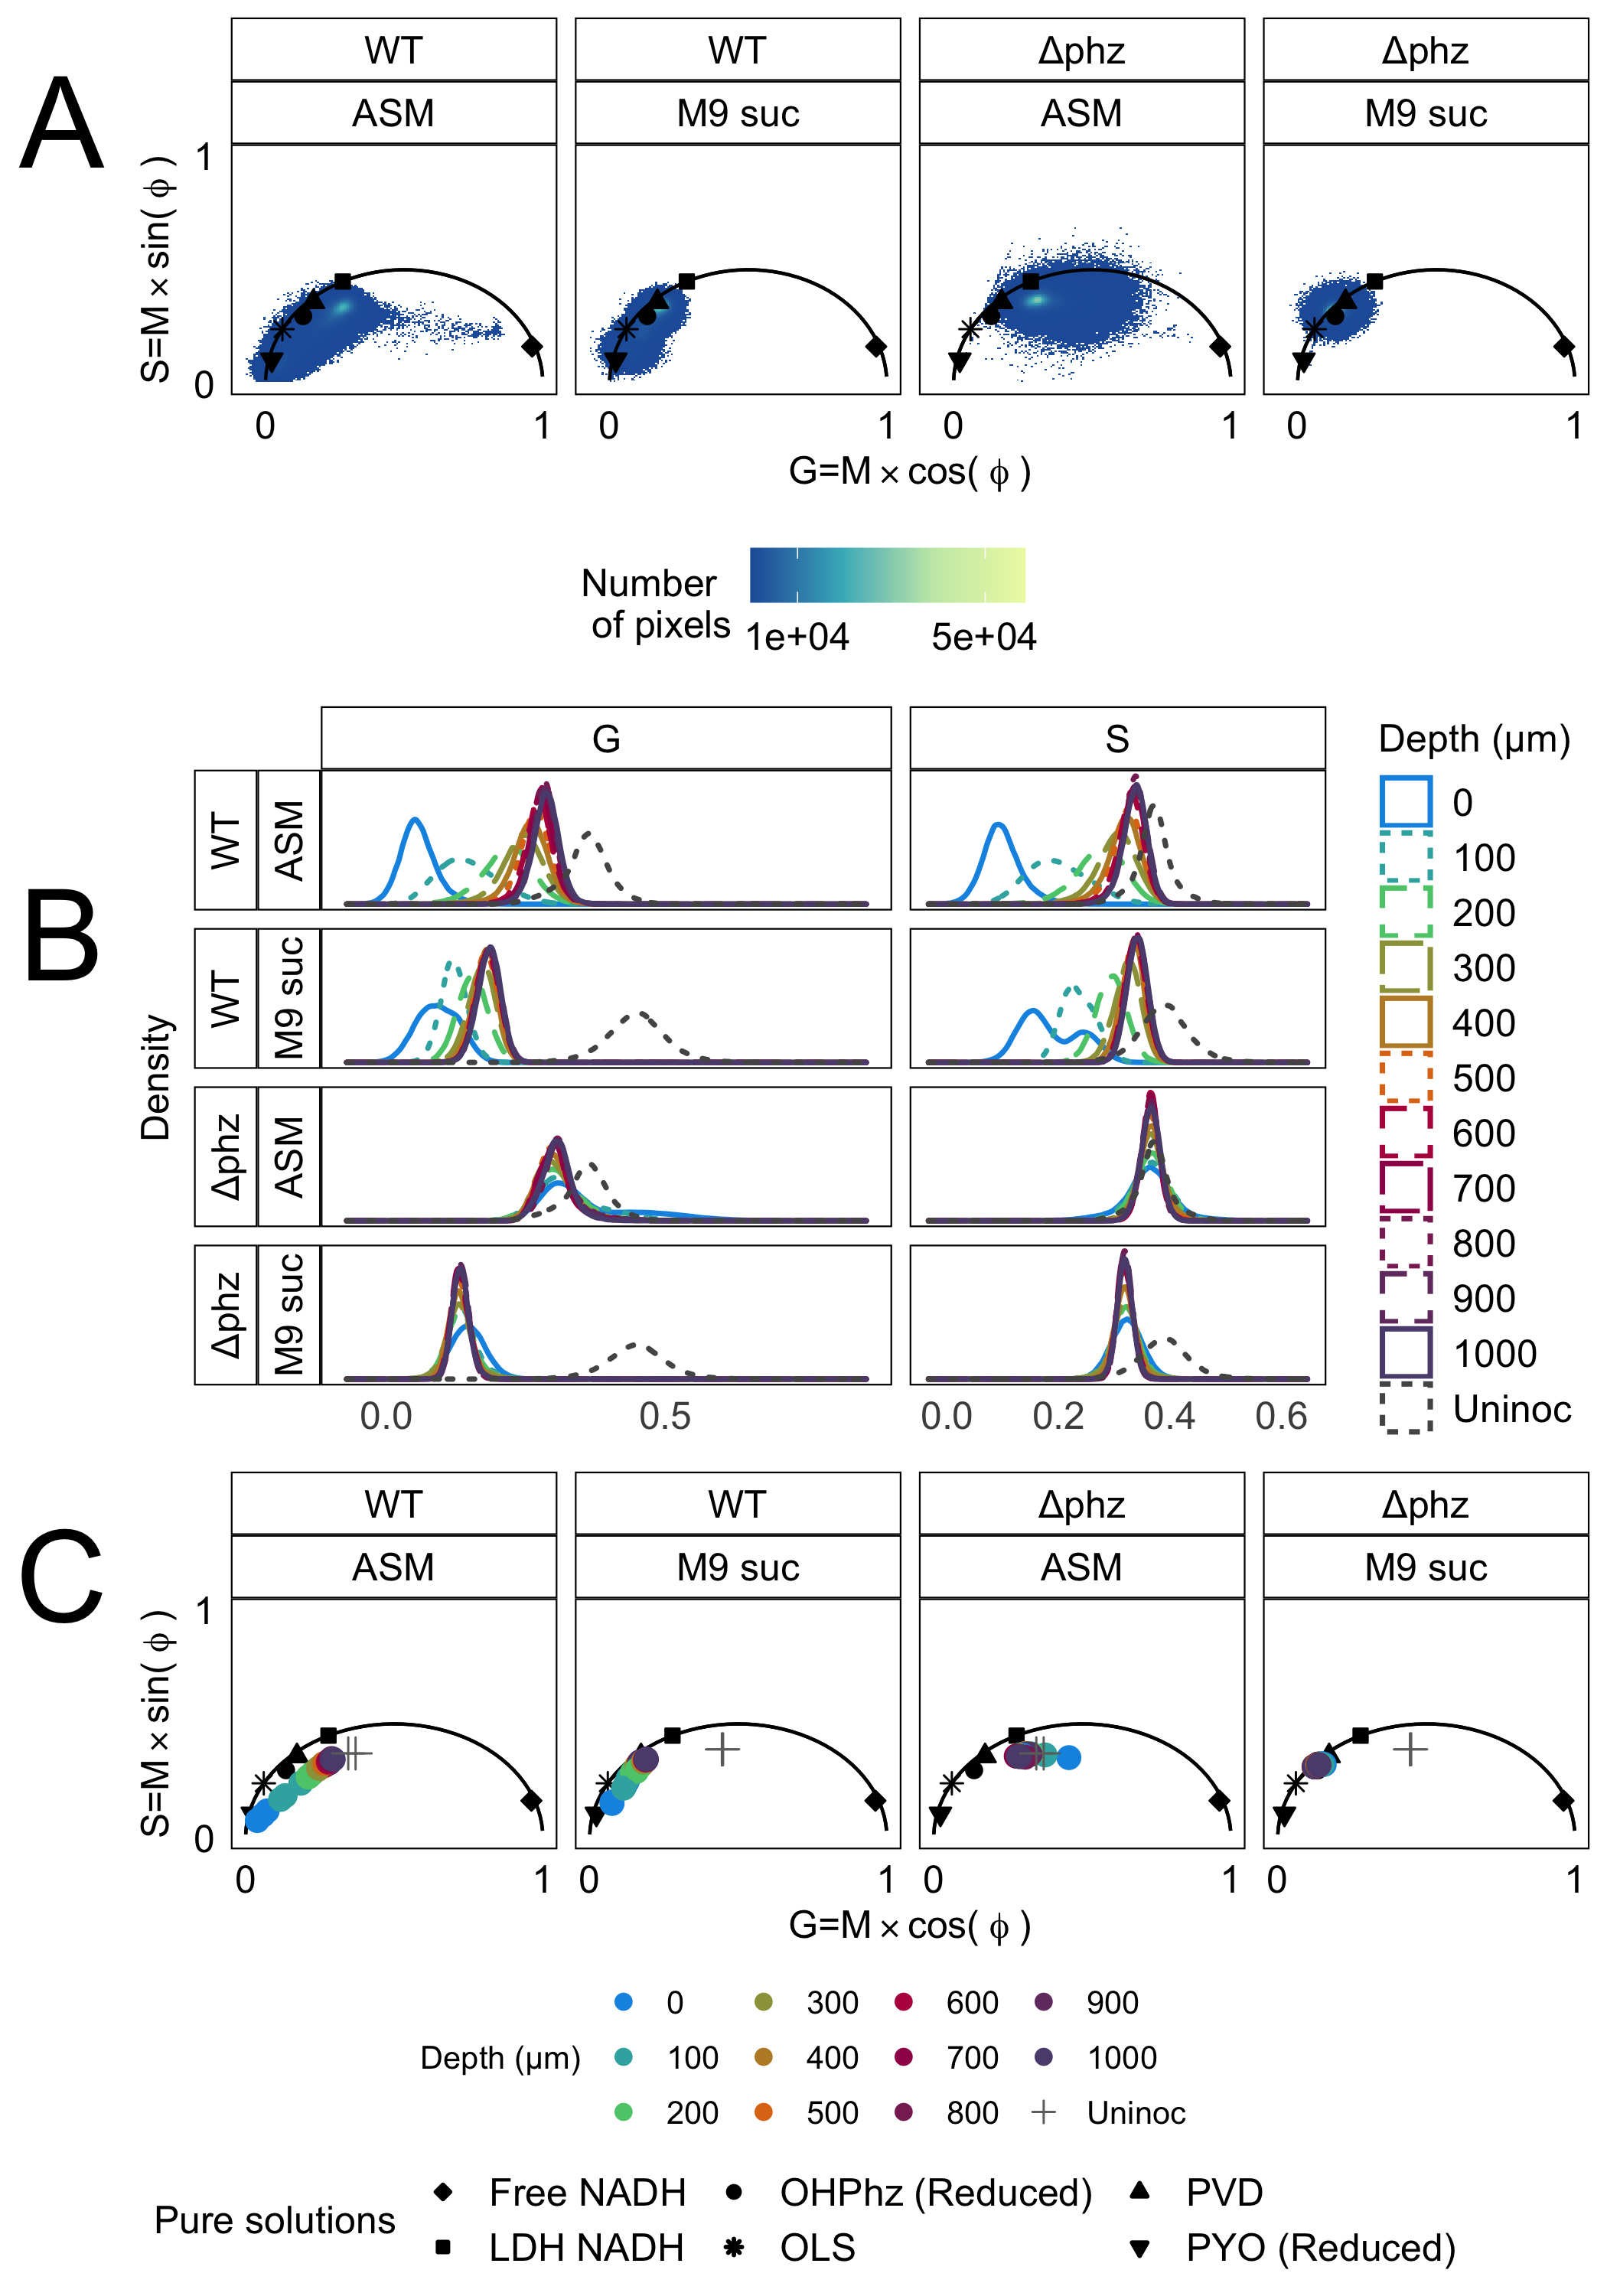 A
WT
WT
Δphz
Δphz
ASM
M9 suc
ASM
M9 suc
S=M × sin( ϕ )
1
0
0
1
0
1
0
1
0
1
G=M × cos( ϕ )
Number
of pixels
1e+04
5e+04
B
G
S
Density
WT
ASM
WT
M9 suc
Δphz
ASM
Δphz
M9 suc
0.0
0.5
0.0
0.2
0.4
0.6
Depth (μm)
0
100
200
300
400
500
600
700
800
900
1000
Uninoc
C
WT
WT
Δphz
Δphz
ASM
M9 suc
ASM
M9 suc
S=M × sin( ϕ )
1
0
0
1
0
1
0
1
0
1
G=M × cos( ϕ )
Depth (μm)
0
300
600
900
100
400
700
1000
200
500
800
Uninoc
Pure solutions
Free NADH
OHPhz (Reduced)
PVD
LDH NADH
OLS
PYO (Reduced)